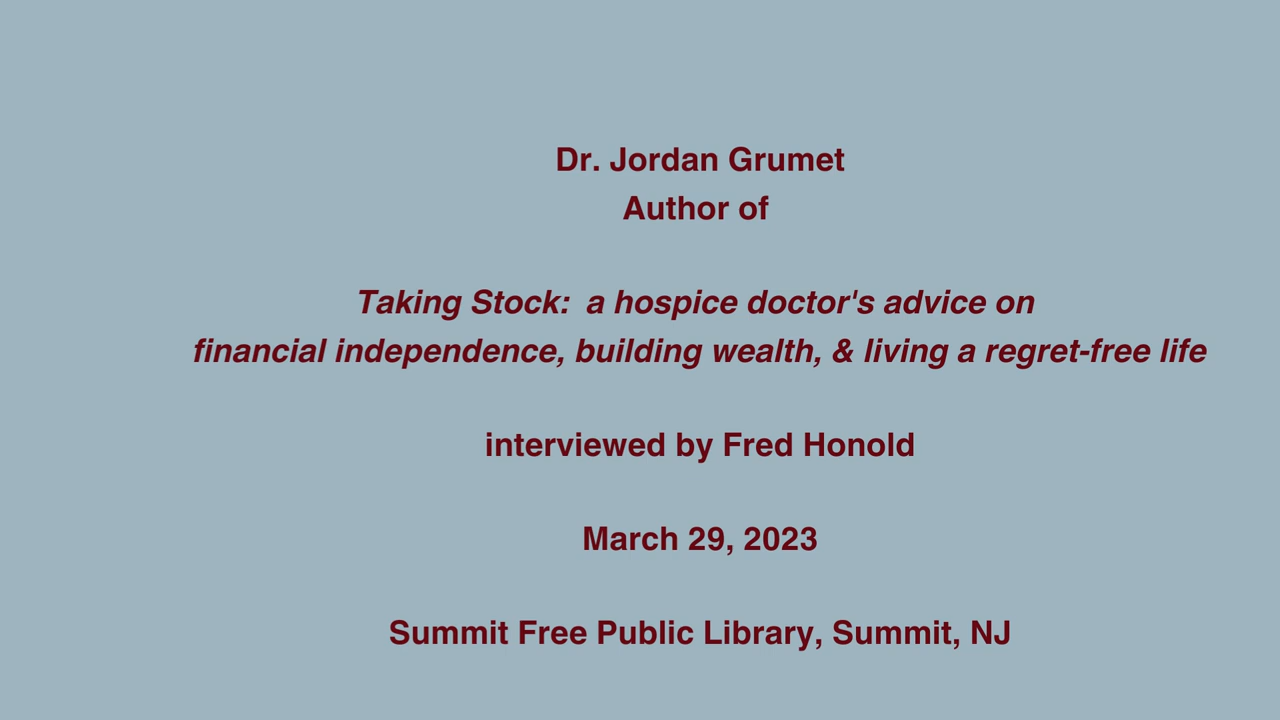 Dr. Jordan Grumet
Author of
Taking Stock:  a hospice doctor's advice on
financial independence, building wealth, & living a regret-free life
interviewed by Fred Honold
March 29, 2023
Summit Free Public Library, Summit, NJ